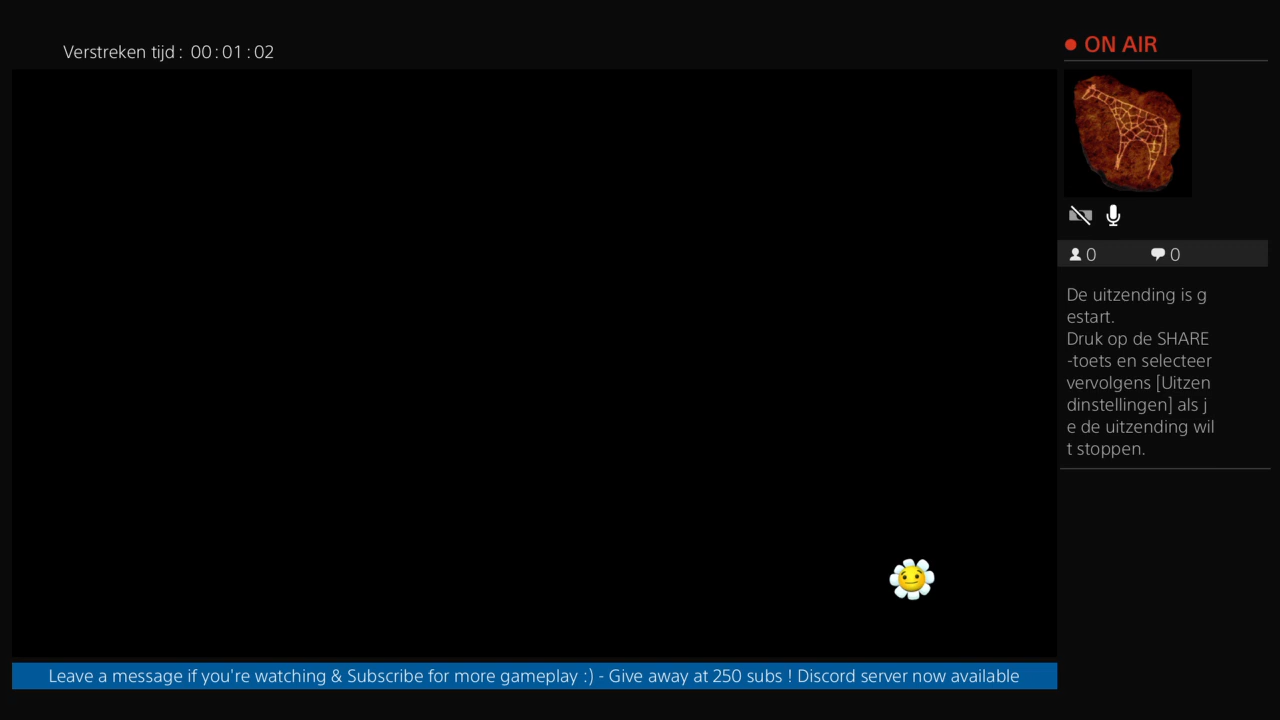 Verstreken tijd : 00:01:02
ON AIR
0 0
De uitzending is g
estart.
Druk op de SHARE
-toets en selecteer
vervolgens [Uitzen
dinstellingen] als j
e de uitzending wil
t stoppen.
Leave a message if you're watching & Subscribe for more gameplay :) - Give away at 250 subs ! Discord server now available